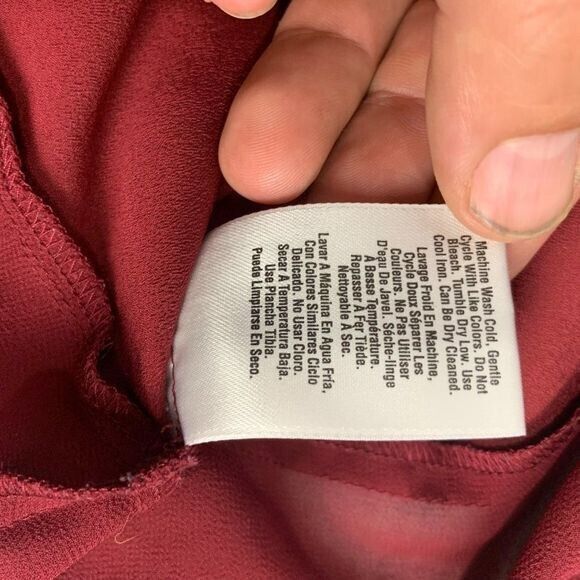 Machine Wash Cold. Gentle
Cycle With Like Colors. Do Not
Bleach. Tumble Dry Low. Use
Cool Iron. Can Be Dry Cleaned.
Lavage Froid En Machine,
Cycle Doux Séparer Les
Couleurs. Ne Pas Utiliser
D'eau De Javel. Séche-linge
À Basse Température.
Repasser À Fer Tiède.
Nettoyable À Sec.
Lavar A Máquina En Agua Fría,
Con Colores Similares Ciclo
Delicado. No Usar Cloro.
Secar A Temperatura Baja.
Use Plancha Tibia.
Puede Limpiarse En Seco.